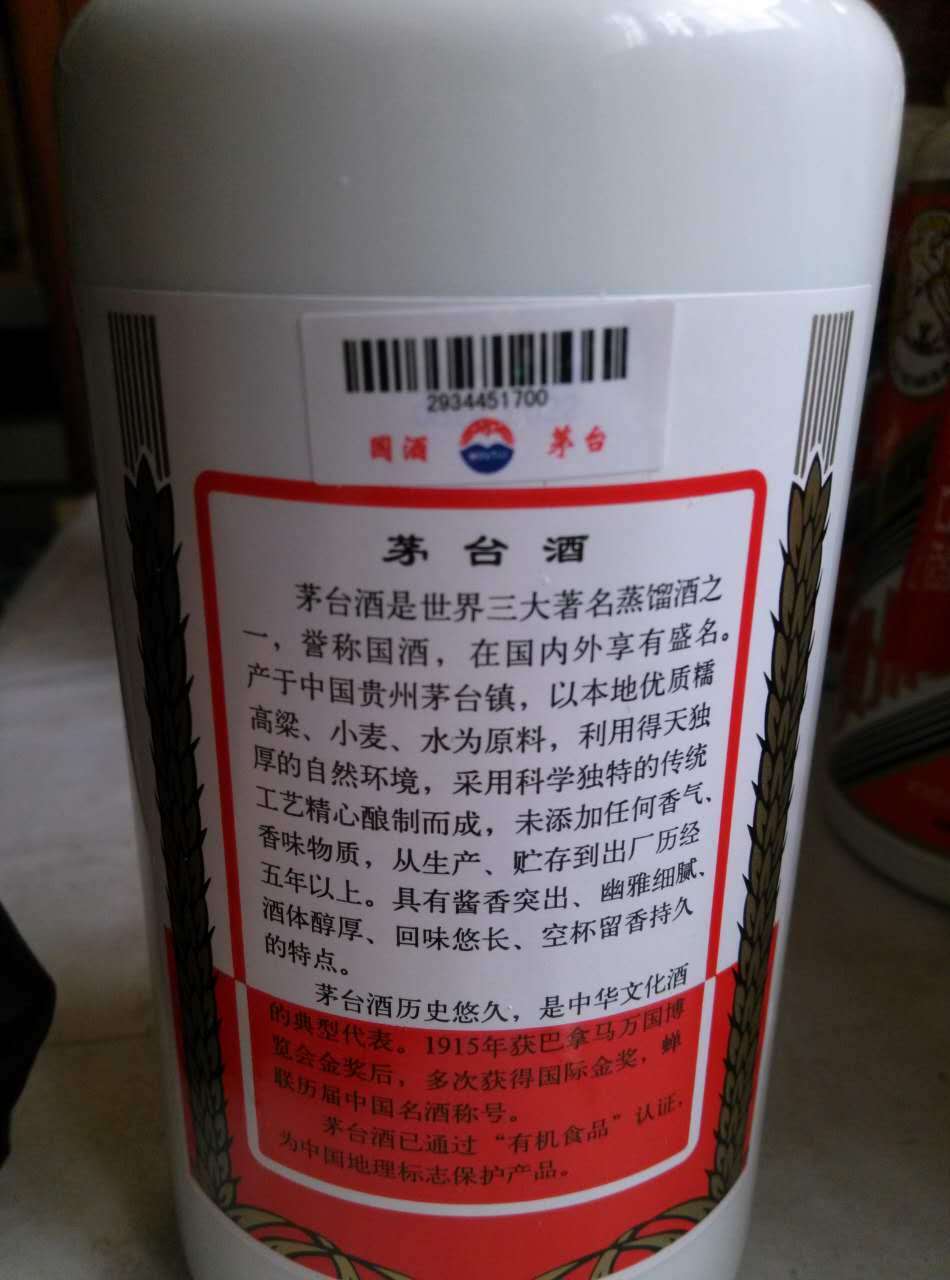 2934451700
国酒 茅台
茅台酒
茅台酒是世界三大著名蒸馏酒之
一，誉称国酒，在国内外享有盛名。
产于中国贵州茅台镇，以本地优质糯
高粱、小麦、水为原料，利用得天独
厚的自然环境，采用科学独特的传统
工艺精心酿制而成，未添加任何香气、
香味物质，从生产、贮存到出厂历经
五年以上。具有酱香突出、幽雅细腻、
酒体醇厚、回味悠长、空杯留香持久
的特点。
茅台酒历史悠久，是中华文化酒
的典型代表。1915年获巴拿马万国博
览会金奖后，多次获得国际金奖，蝉
联历届中国名酒称号。
茅台酒已通过“有机食品”认证，
为中国地理标志保护产品。